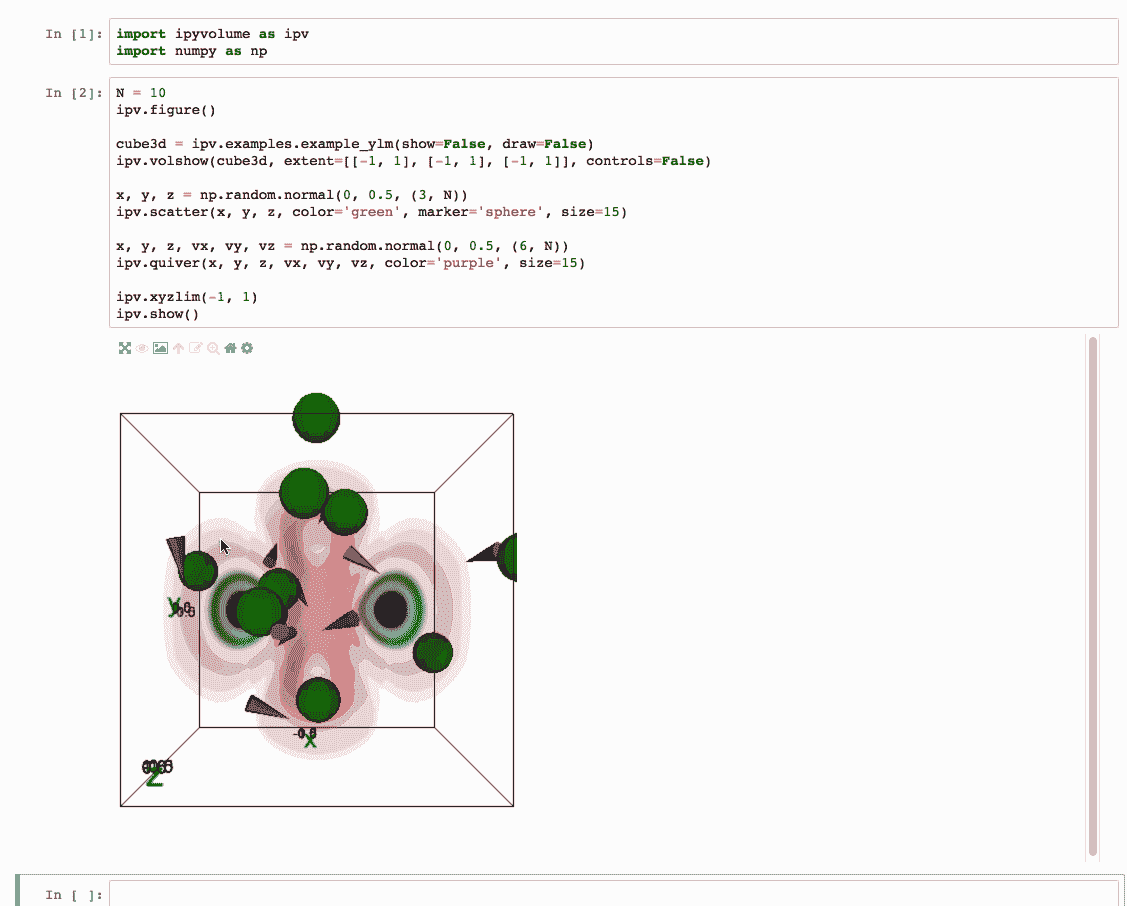 In [1]:
import ipyvolume as ipv
import numpy as np
In [2]:
N = 10
ipv.figure()
cube3d = ipv.examples.example_ylm(show=False, draw=False)
ipv.volshow(cube3d, extent=[[-1, 1], [-1, 1], [-1, 1]], controls=False)
x, y, z = np.random.normal(0, 0.5, (3, N))
ipv.scatter(x, y, z, color='green', marker='sphere', size=15)
x, y, z, vx, vy, vz = np.random.normal(0, 0.5, (6, N))
ipv.quiver(x, y, z, vx, vy, vz, color='purple', size=15)
ipv.xyzlim(-1, 1)
ipv.show()
y
x
z
In [ ]: